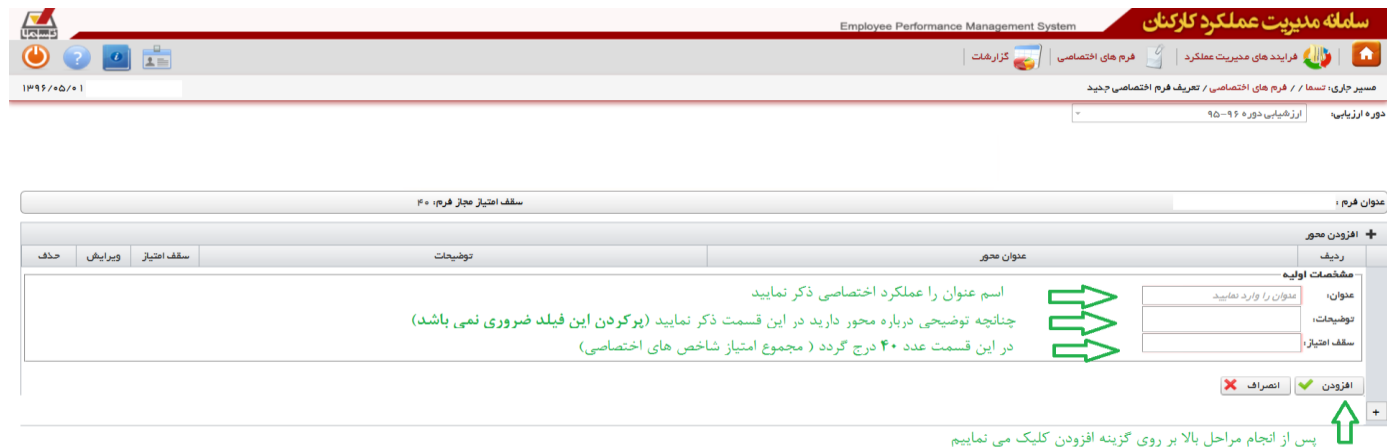 سامانه مدیریت عملکرد کارکنان
Employee Performance Management System
فرایند های مدیریت عملکرد
فرم های اختصاصی
گزارشات
مسیر جاری: تسما / / فرم های اختصاصی / تعریف فرم اختصاصی جدید
۱۳۹۶/۰۵/۰۱
دوره ارزیابی:
ارزشیابی دوره ۹۶-۹۵
عنوان فرم :
سقف امتیاز مجاز فرم: ۴۰
افزودن محور
ردیف
عنوان محور
توضیحات
سقف امتیاز
ویرایش
حذف
مشخصات اولیه
عنوان:
عنوان را وارد نمایید
اسم عنوان را عملکرد اختصاصی ذکر نمایید
توضیحات:
چنانچه توضیحی درباره محور دارید در این قسمت ذکر نمایید (پرکردن این فیلد ضروری نمی باشد)
سقف امتیاز:
در این قسمت عدد ۴۰ درج گردد ( مجموع امتیاز شاخص های اختصاصی)
افزودن
انصراف
پس از انجام مراحل بالا بر روی گزینه افزودن کلیک می نماییم